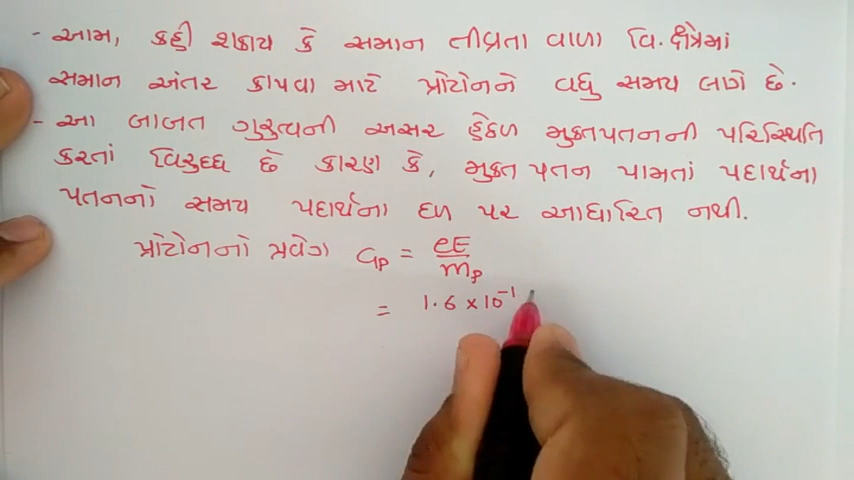 - આમ, કહી શકાય કે સમાન તીવ્રતા વાળા વિ. ક્ષેત્રમાં
સમાન અંતર કાપવા માટે પ્રોટોનને વધુ સમય લાગે છે.
- આ બાબત ગુરુત્વની અસર હેઠળ મુક્તપતનની પરિસ્થિતિ
કરતાં વિરુધ્ધ છે કારણ કે, મુક્ત પતન પામતાં પદાર્થના
પતનનો સમય પદાર્થના દળ પર આધારિત નથી.
પ્રોટોનનો પ્રવેગ ap = eE/mp
= 1.6 × 10⁻¹